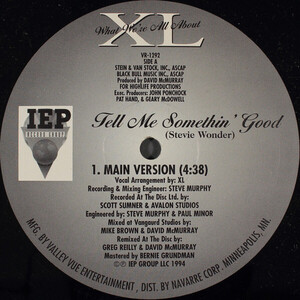 XL
What We're All About
VR-1292
SIDE A
STEIN & VAN STOCK, INC., ASCAP
BLACK BULL MUSIC INC., ASCAP
Produced by DAVID McMURRAY
FOR HIGHLIFE PRODUCTIONS
Exec. Producers: JOHN PONCHOCK
PAT HAND, & GEARY McDOWELL
IEP
RECORD GROUP
Tell Me Somethin' Good
(Stevie Wonder)
1. MAIN VERSION (4:38)
Vocal Arrangement by: XL
Recording & Mixing Engineer: STEVE MURPHY
Recorded At The Disc Ltd. by:
SCOTT SUMNER & AVALON STUDIOS
Engineered by: STEVE MURPHY & PAUL MINOR
Mixed at Vangaurd Studios by:
MIKE BROWN & DAVID McMURRAY
Remixed At The Disc by:
GREG REILLY & DAVID McMURRAY
Mastered by BERNIE GRUNDMAN
©℗ IEP GROUP LLC 1994
MFG. BY VALLEY VUE ENTERTAINMENT, DIST. BY NAVARRE CORP. MINNEAPOLIS, MN.